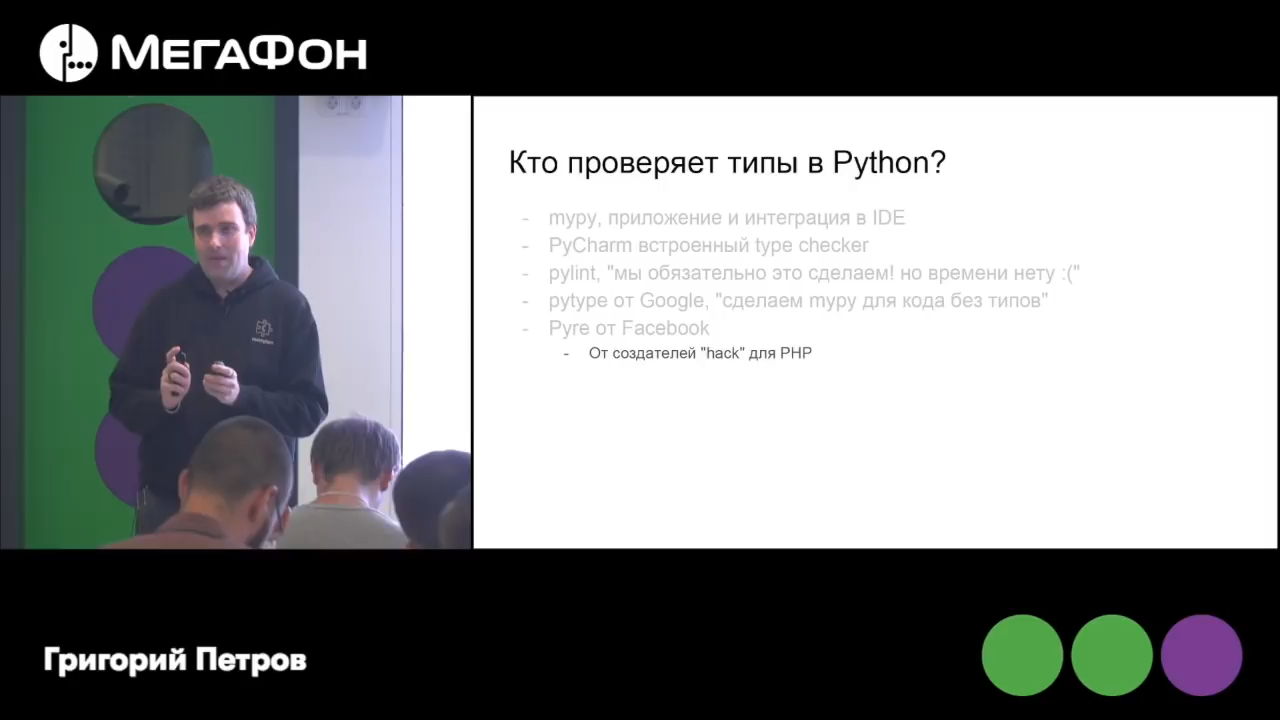 МЕГАФОН
Кто проверяет типы в Python?
- mypy, приложение и интеграция в IDE
- PyCharm встроенный type checker
- pylint, "мы обязательно это сделаем! но времени нету :("
- pytype от Google, "сделаем mypy для кода без типов"
- Pyre от Facebook
- От создателей "hack" для PHP
Григорий Петров